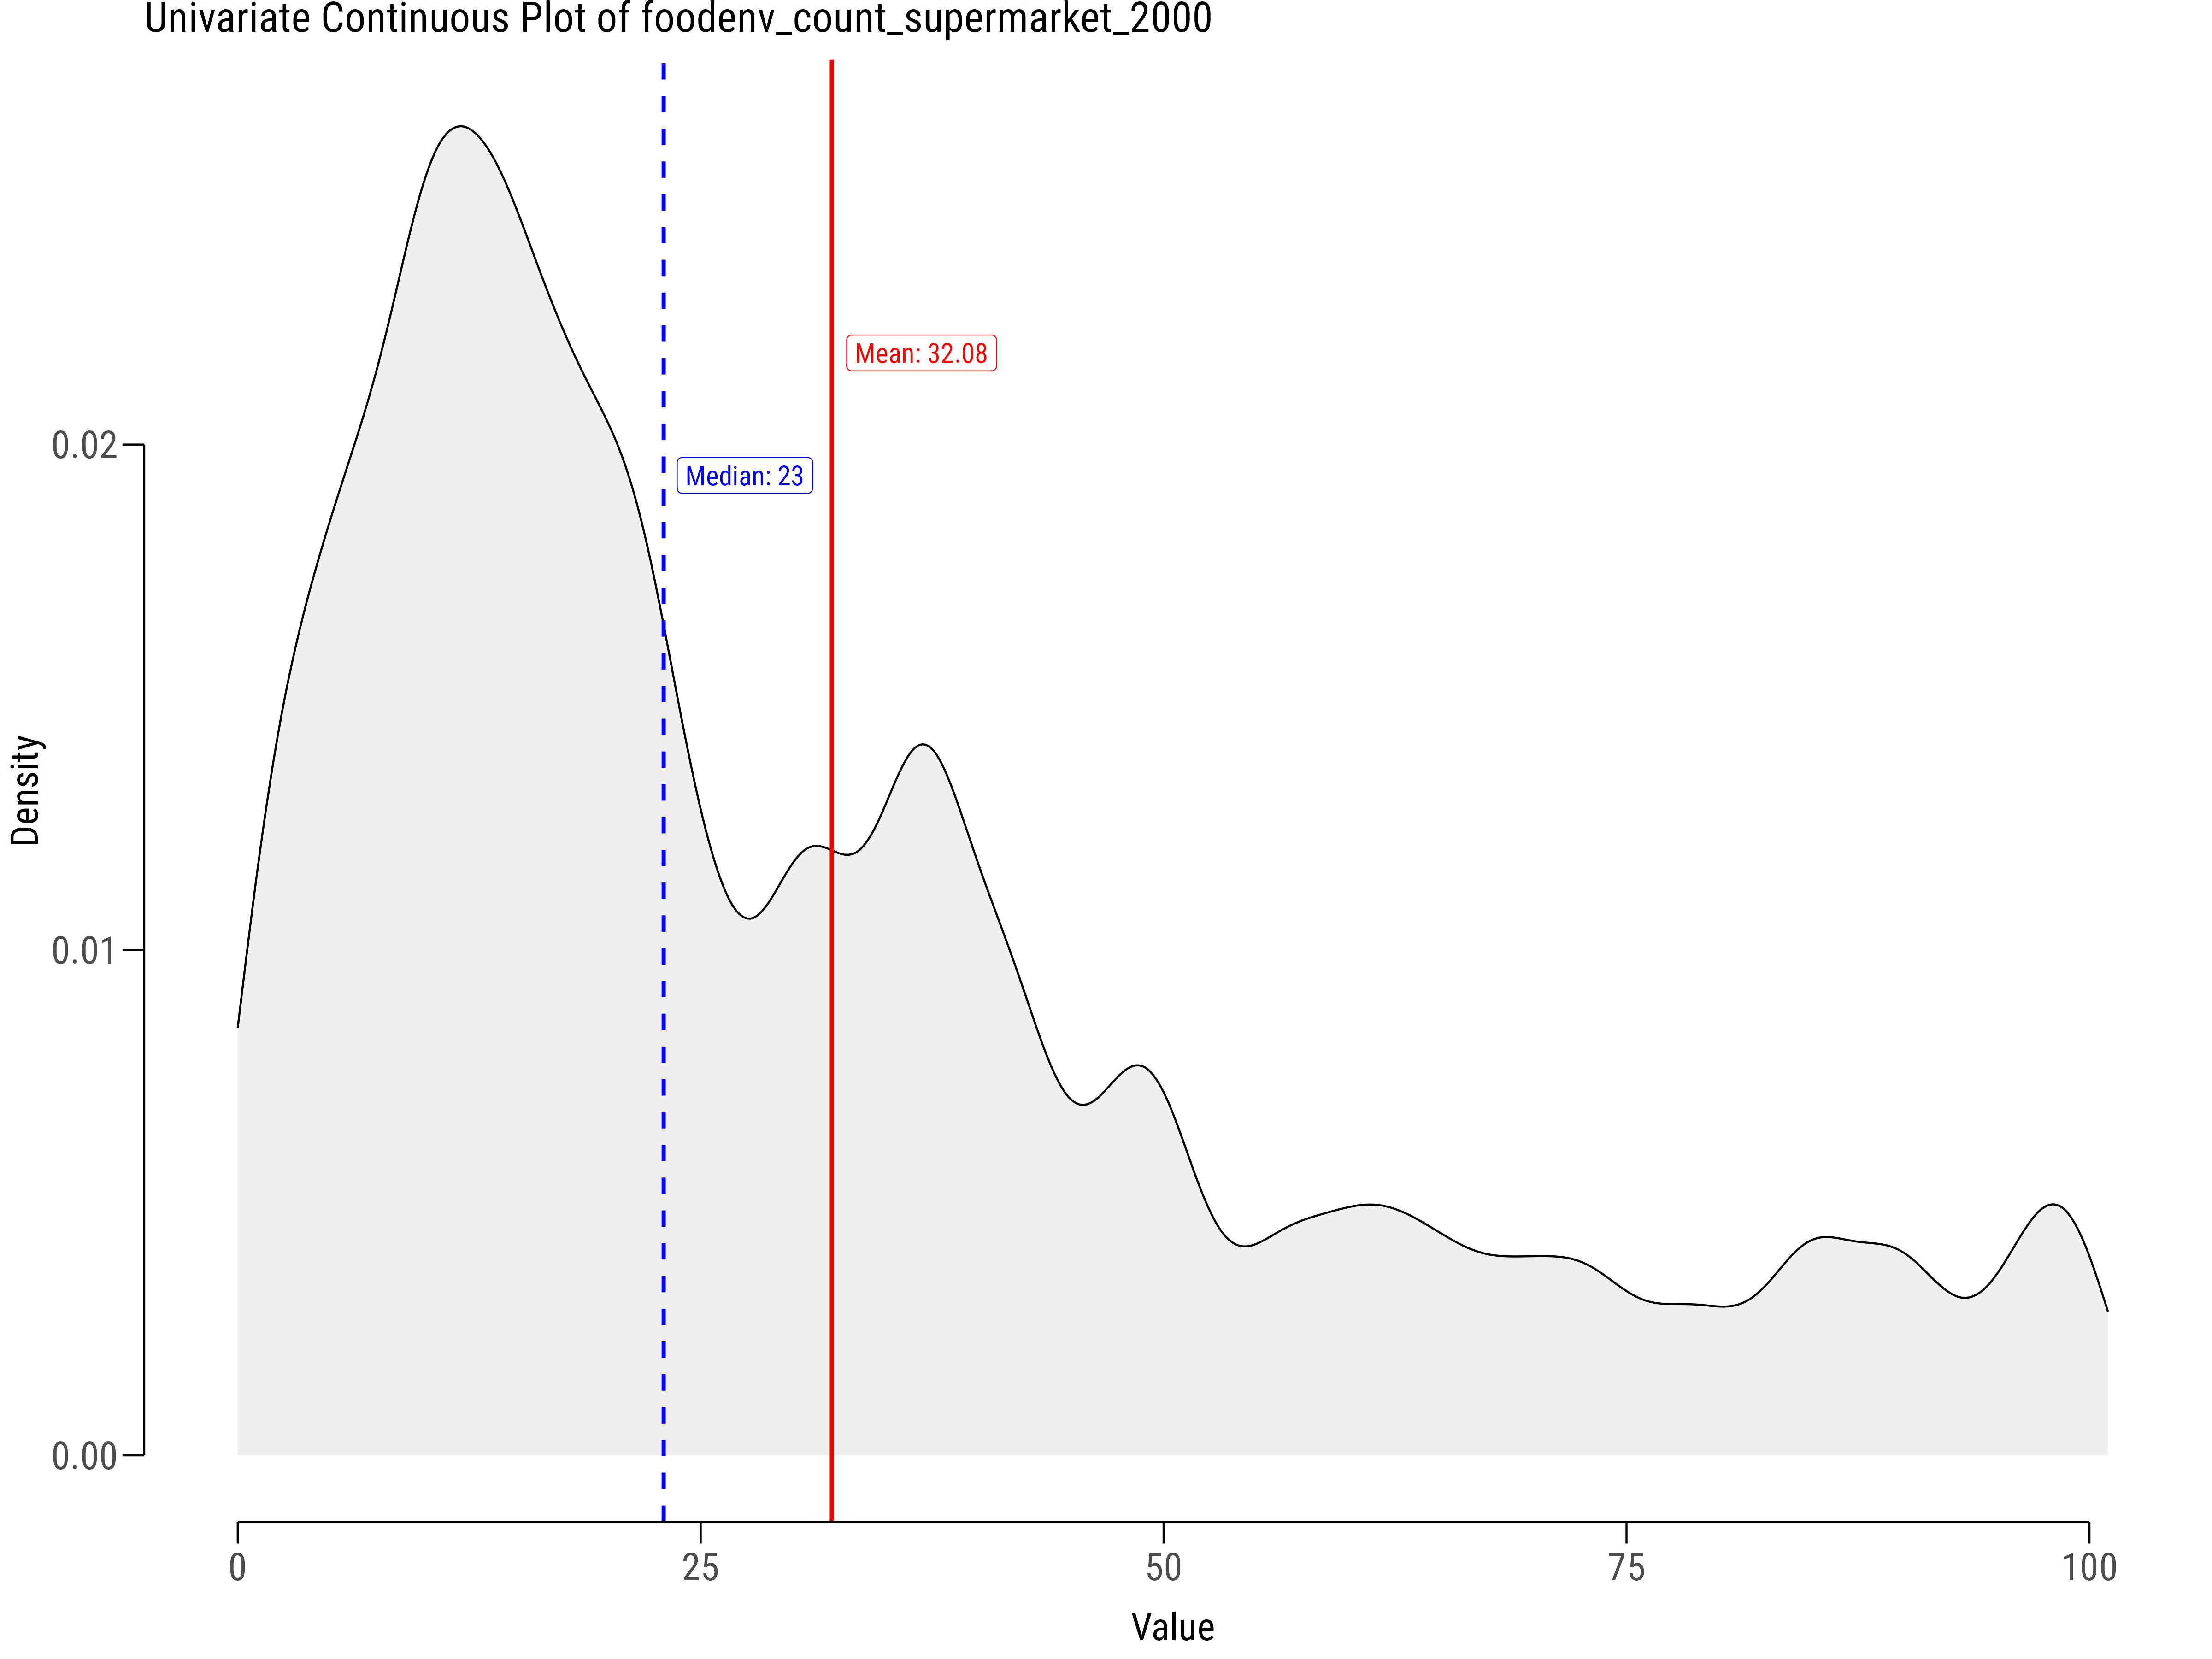 Univariate Continuous Plot of foodenv_count_supermarket_2000
Mean: 32.08
Median: 23
0.02
0.01
0.00
Density
0
25
50
75
100
Value